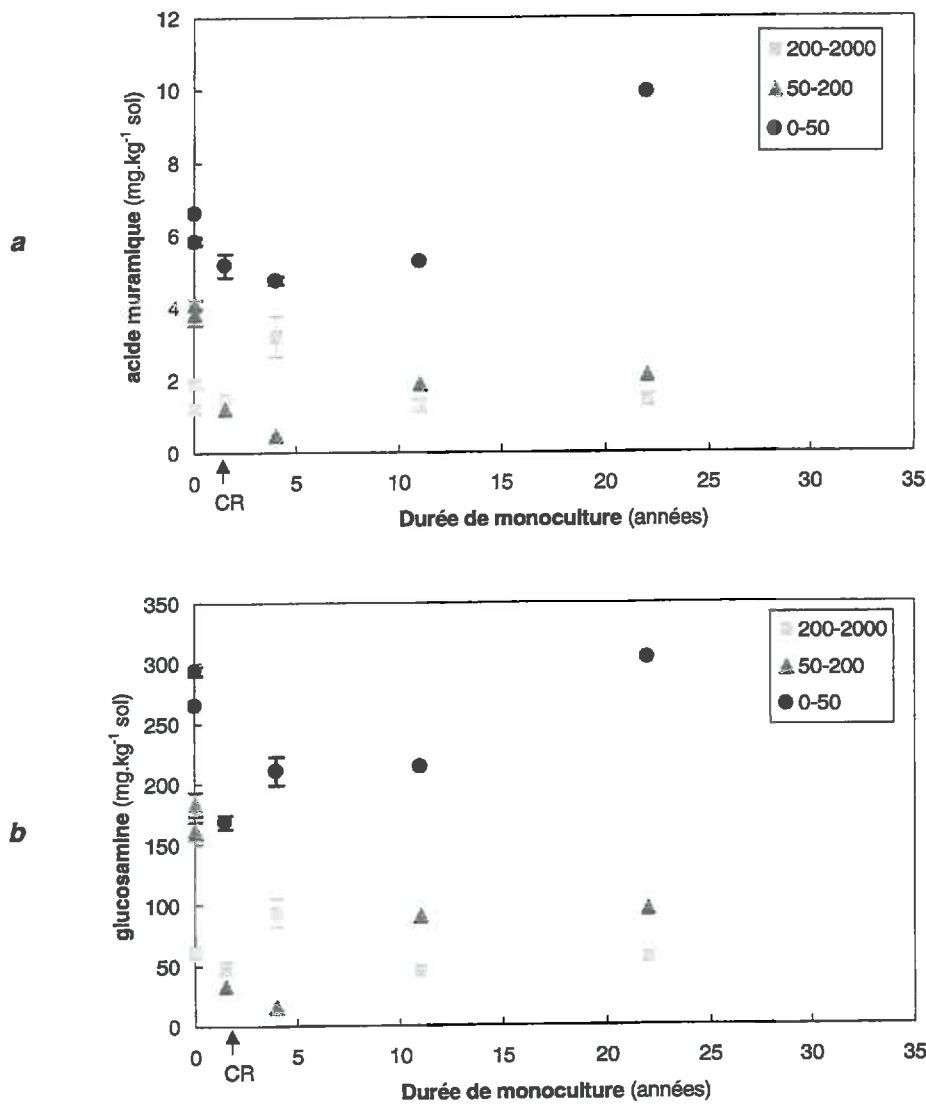 a
acide muramique (mg.kg-1 sol)
12
10
8
6
4
2
0
200-2000
50-200
0-50
0 5 10 15 20 25 30 35
CR
Durée de monoculture (années)
b
glucosamine (mg.kg-1 sol)
350
300
250
200
150
100
50
0
200-2000
50-200
0-50
0 5 10 15 20 25 30 35
CR
Durée de monoculture (années)